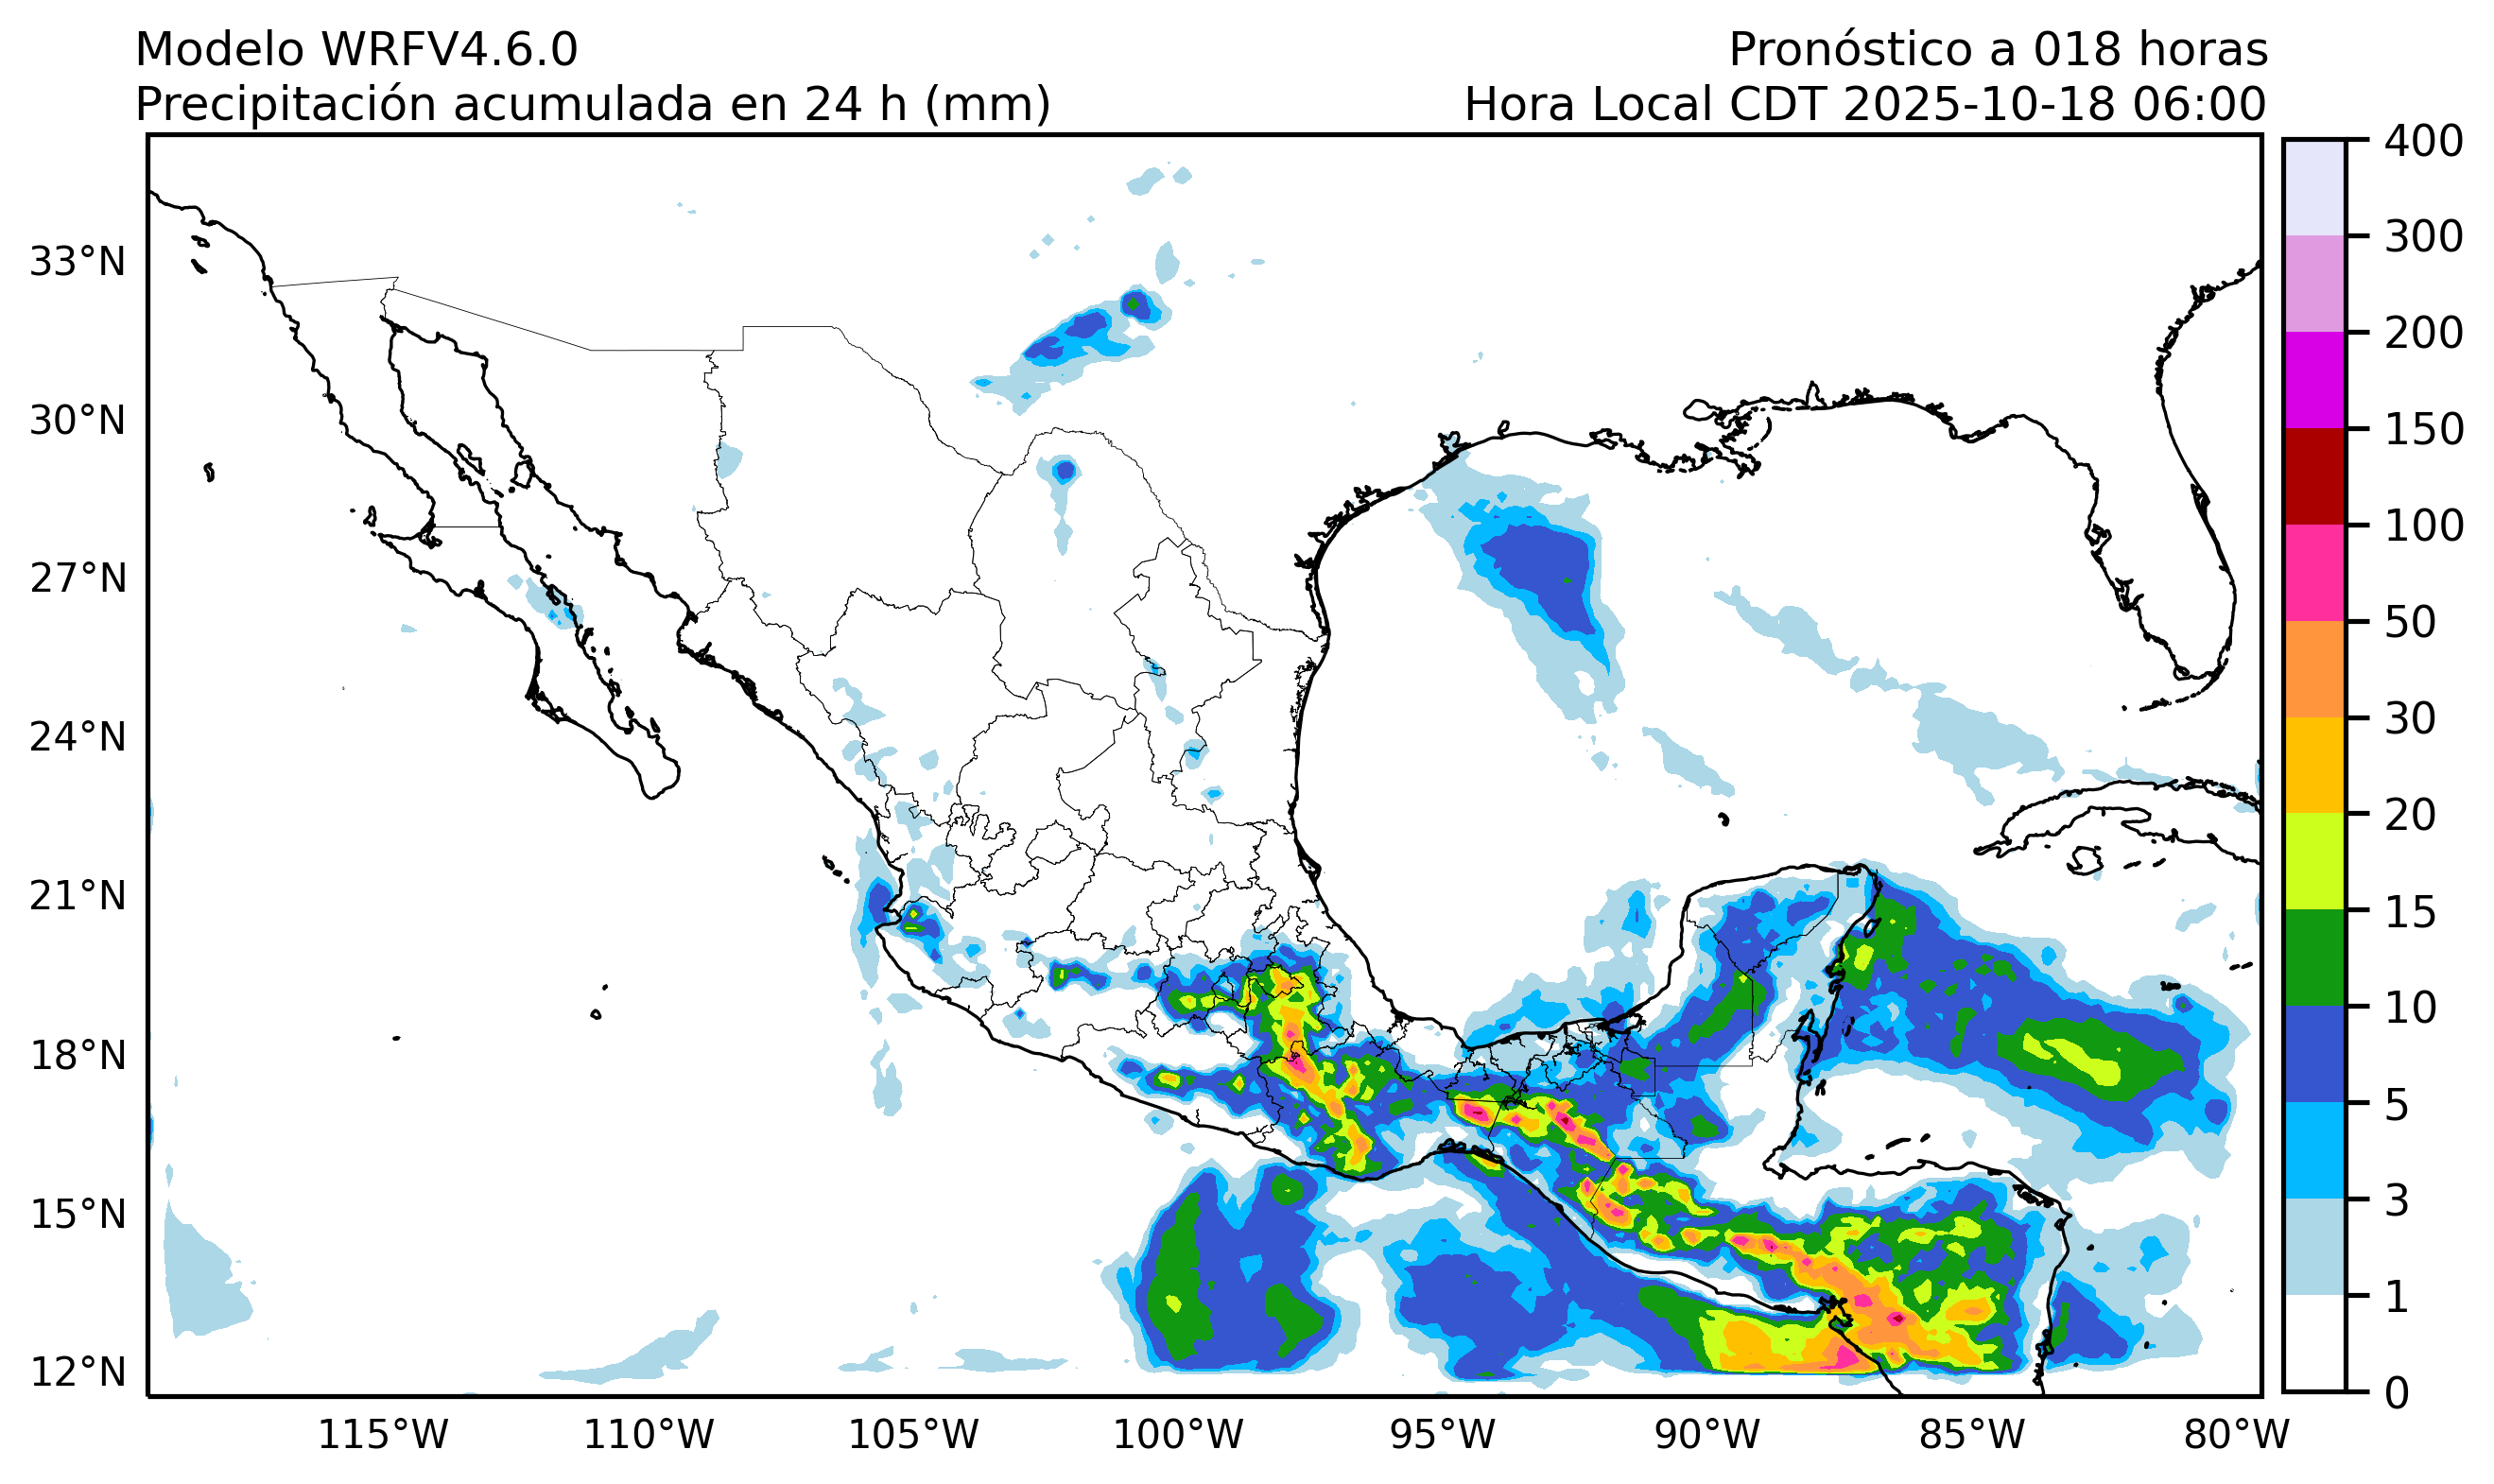 Modelo WRFV4.6.0
Pronóstico a 018 horas
Precipitación acumulada en 24 h (mm)
Hora Local CDT 2025-10-18 06:00
33°N
30°N
27°N
24°N
21°N
18°N
15°N
12°N
115°W
110°W
105°W
100°W
95°W
90°W
85°W
80°W
400
300
200
150
100
50
30
20
15
10
5
3
1
0